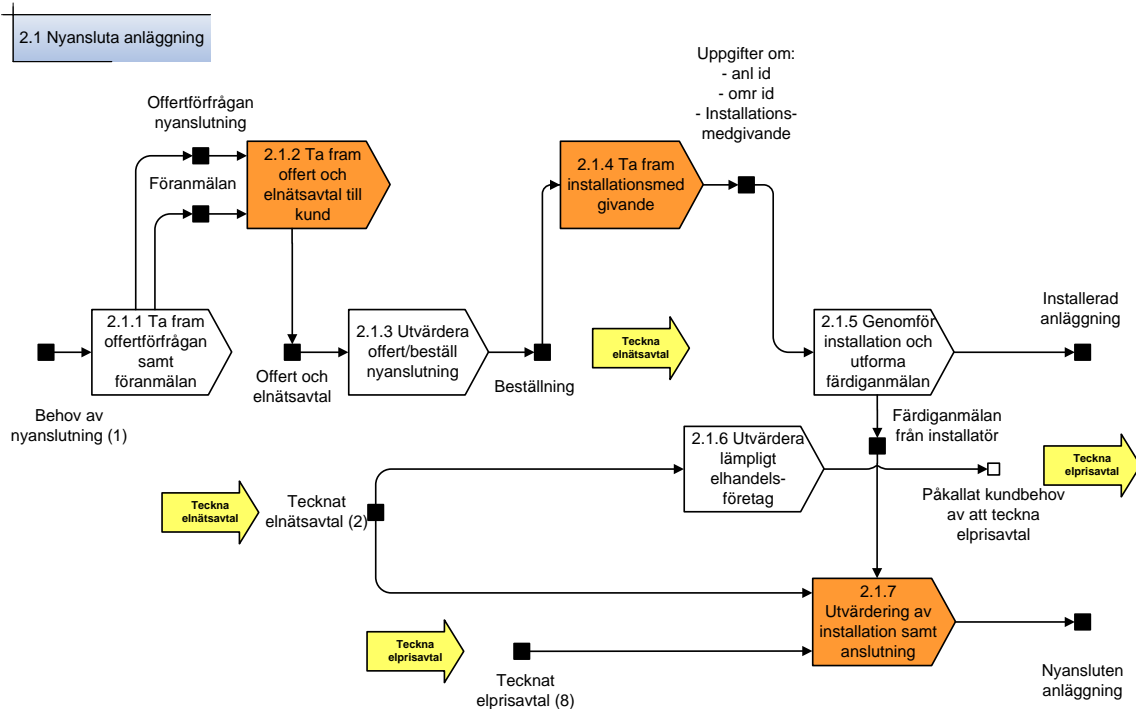 2.1 Nyansluta anläggning
Uppgifter om:
- anl id
- omr id
- Installations-
medgivande
Offertförfrågan
nyanslutning
2.1.2 Ta fram
offert och
elnätsavtal till
kund
2.1.4 Ta fram
installationsmed
givande
Föranmälan
2.1.1 Ta fram
offertförfrågan
samt
föranmälan
2.1.3 Utvärdera
offert/beställ
nyanslutning
Teckna
elnätsavtal
2.1.5 Genomför
installation och
utforma
färdiganmälan
Installerad
anläggning
Behov av
nyanslutning (1)
Offert och
elnätsavtal
Beställning
Färdiganmälan
från installatör
2.1.6 Utvärdera
lämpligt
elhandels-
företag
Teckna
elprisavtal
Påkallat kundbehov
av att teckna
elprisavtal
Teckna
elnätsavtal
Tecknat
elnätsavtal (2)
2.1.7
Utvärdering av
installation samt
anslutning
Teckna
elprisavtal
Tecknat
elprisavtal (8)
Nyansluten
anläggning